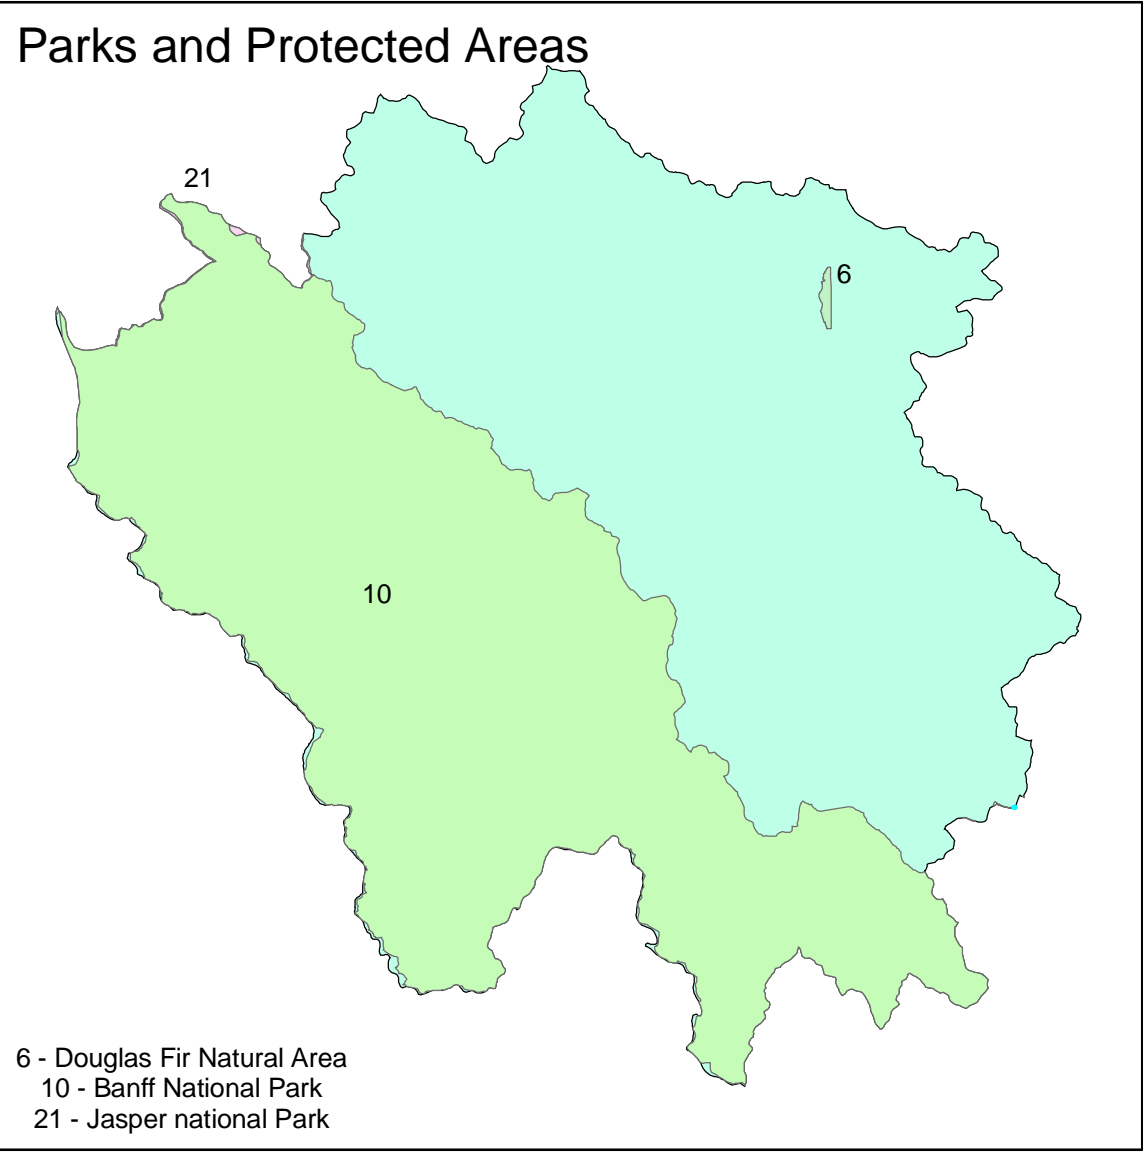 Parks and Protected Areas
21
6
10
6 - Douglas Fir Natural Area
10 - Banff National Park
21 - Jasper national Park